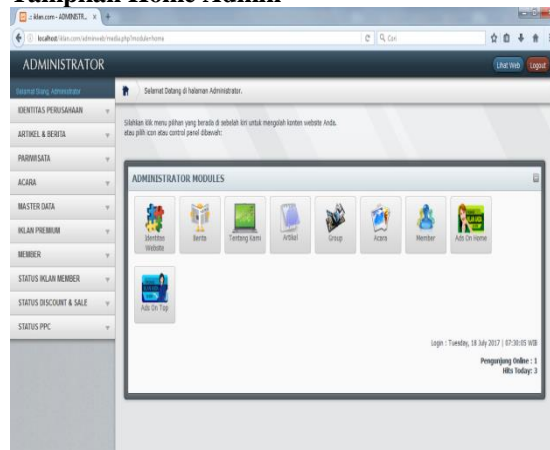 Tampilan Home Admin
.: iklan.com - ADMINISTR...
localhost/iklan.com/adminweb/media.php?module=home
Cari
ADMINISTRATOR
Lihat Web
Logout
Selamat Siang, Administrator
Selamat Datang di halaman Administrator.
IDENTITAS PERUSAHAAN
ARTIKEL & BERITA
PARIWISATA
ACARA
MASTER DATA
IKLAN PREMIUM
MEMBER
STATUS IKLAN MEMBER
STATUS DISCOUNT & SALE
STATUS PPC
Silahkan klik menu pilihan yang berada di sebelah kiri untuk mengolah konten website Anda.
atau pilih icon atau control panel dibawah:
ADMINISTRATOR MODULES
Identitas Website
Berita
Tentang Kami
Artikel
Group
Acara
Member
Ads On Home
Ads On Top
Login : Tuesday, 18 July 2017 | 07:30:05 WIB
Pengunjung Online : 1
Hits Today: 3